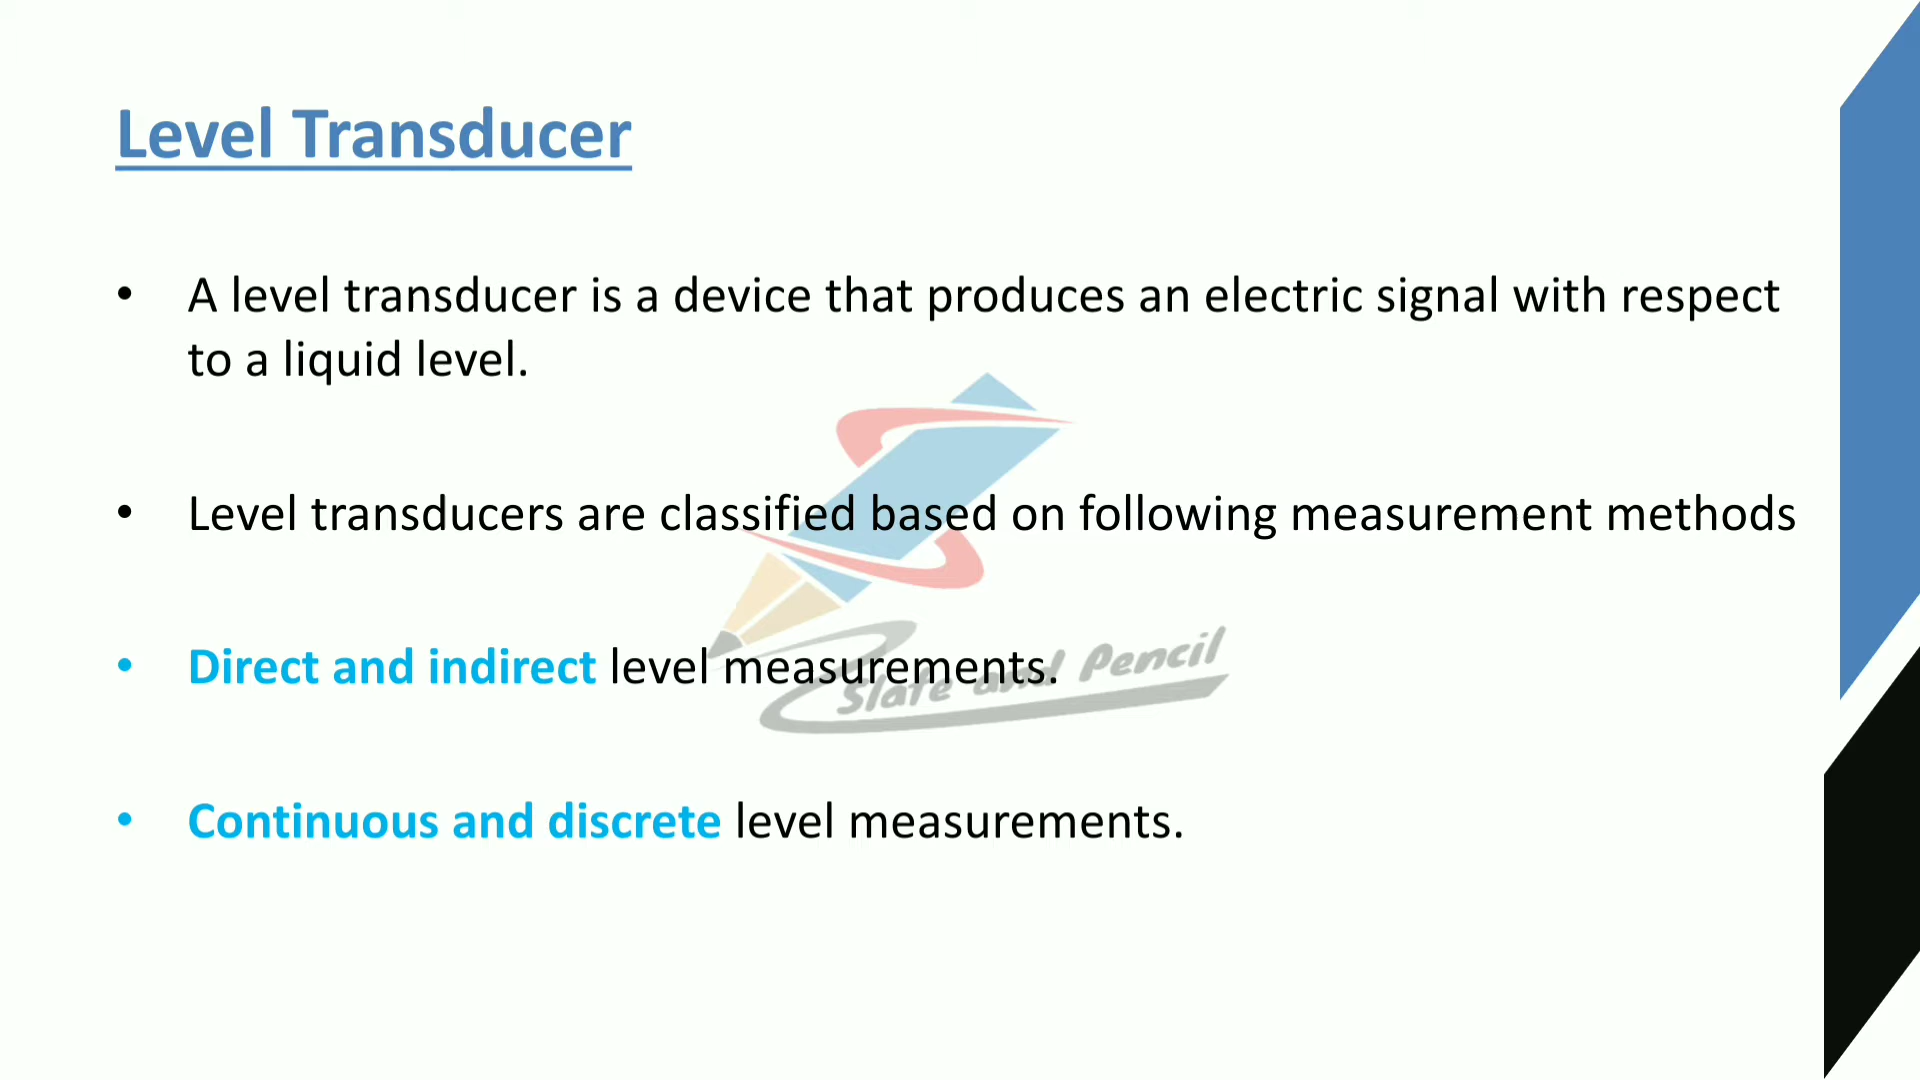 Level Transducer
• A level transducer is a device that produces an electric signal with respect
to a liquid level.
• Level transducers are classified based on following measurement methods
• Direct and indirect level measurements.
Slate and Pencil
• Continuous and discrete level measurements.